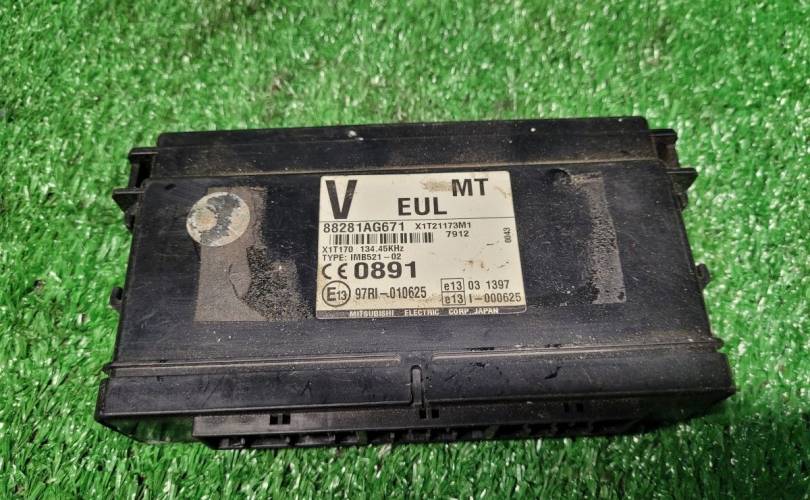 V EUL MT
88281AG671 X1T21173M1
7912
0043
X1T170 134.45KHz
TYPE: IMB521-02
CE 0891
E13 97RI-010625
e13 03 1397
e13 I-000625
MITSUBISHI ELECTRIC CORP. JAPAN